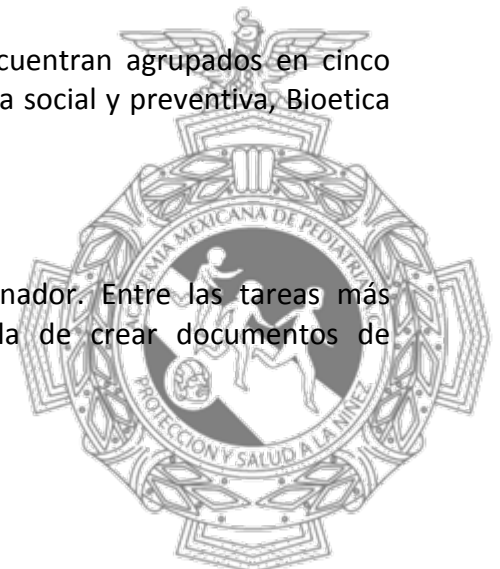 cuentran agrupados en cinco
a social y preventiva, Bioetica
ACADEMIA MEXICANA DE PEDIATRIA
nador. Entre las tareas más
la de crear documentos de
PROTECCION Y SALUD A LA NIÑEZ